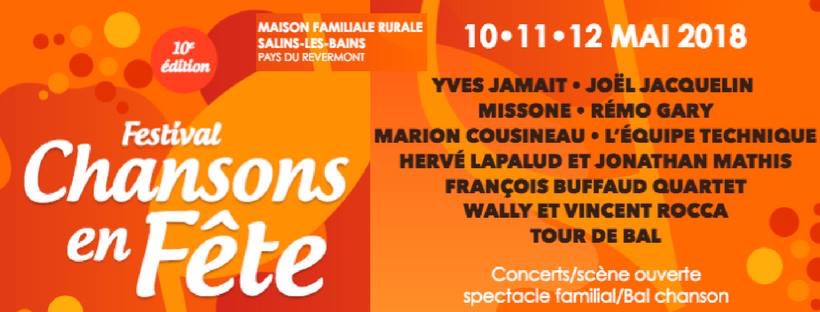 10e
édition
MAISON FAMILIALE RURALE
SALINS-LES-BAINS
PAYS DU REVERMONT
Festival
Chansons
en Fête
10•11•12 MAI 2018
YVES JAMAIT • JOËL JACQUELIN
MISSONE • RÉMO GARY
MARION COUSINEAU • L'ÉQUIPE TECHNIQUE
HERVÉ LAPALUD ET JONATHAN MATHIS
FRANÇOIS BUFFAUD QUARTET
WALLY ET VINCENT ROCCA
TOUR DE BAL
Concerts/scène ouverte
spectacle familial/Bal chanson